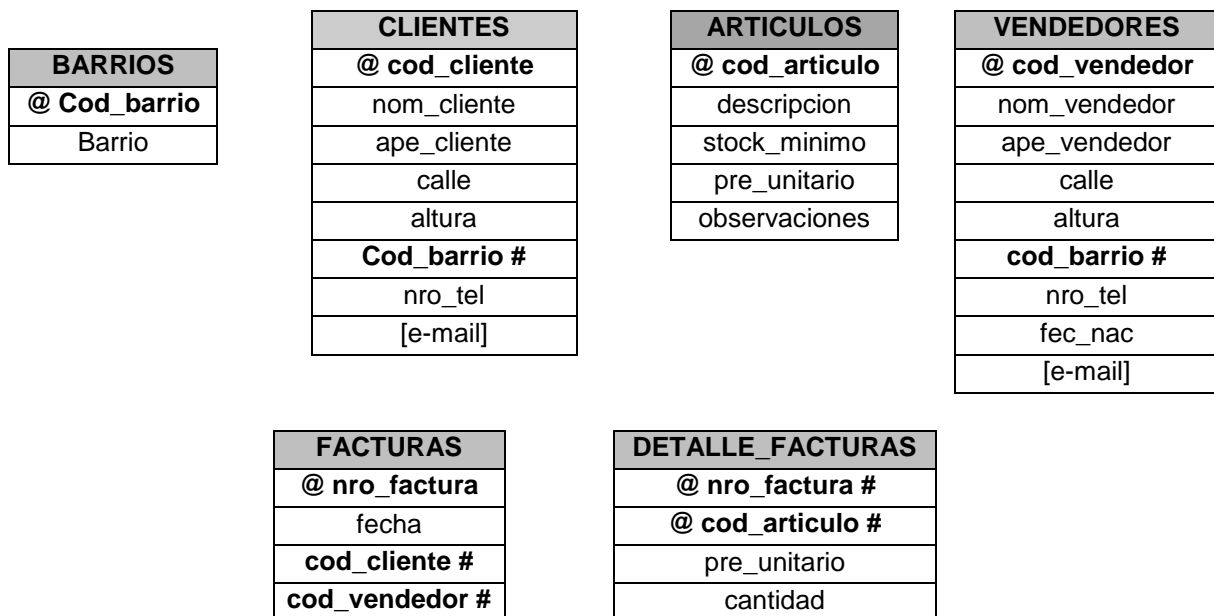 BARRIOS
@ Cod_barrio
Barrio
CLIENTES
@ cod_cliente
nom_cliente
ape_cliente
calle
altura
Cod_barrio #
nro_tel
[e-mail]
ARTICULOS
@ cod_articulo
descripcion
stock_minimo
pre_unitario
observaciones
VENDEDORES
@ cod_vendedor
nom_vendedor
ape_vendedor
calle
altura
cod_barrio #
nro_tel
fec_nac
[e-mail]
FACTURAS
@ nro_factura
fecha
cod_cliente #
cod_vendedor #
DETALLE_FACTURAS
@ nro_factura #
@ cod_articulo #
pre_unitario
cantidad